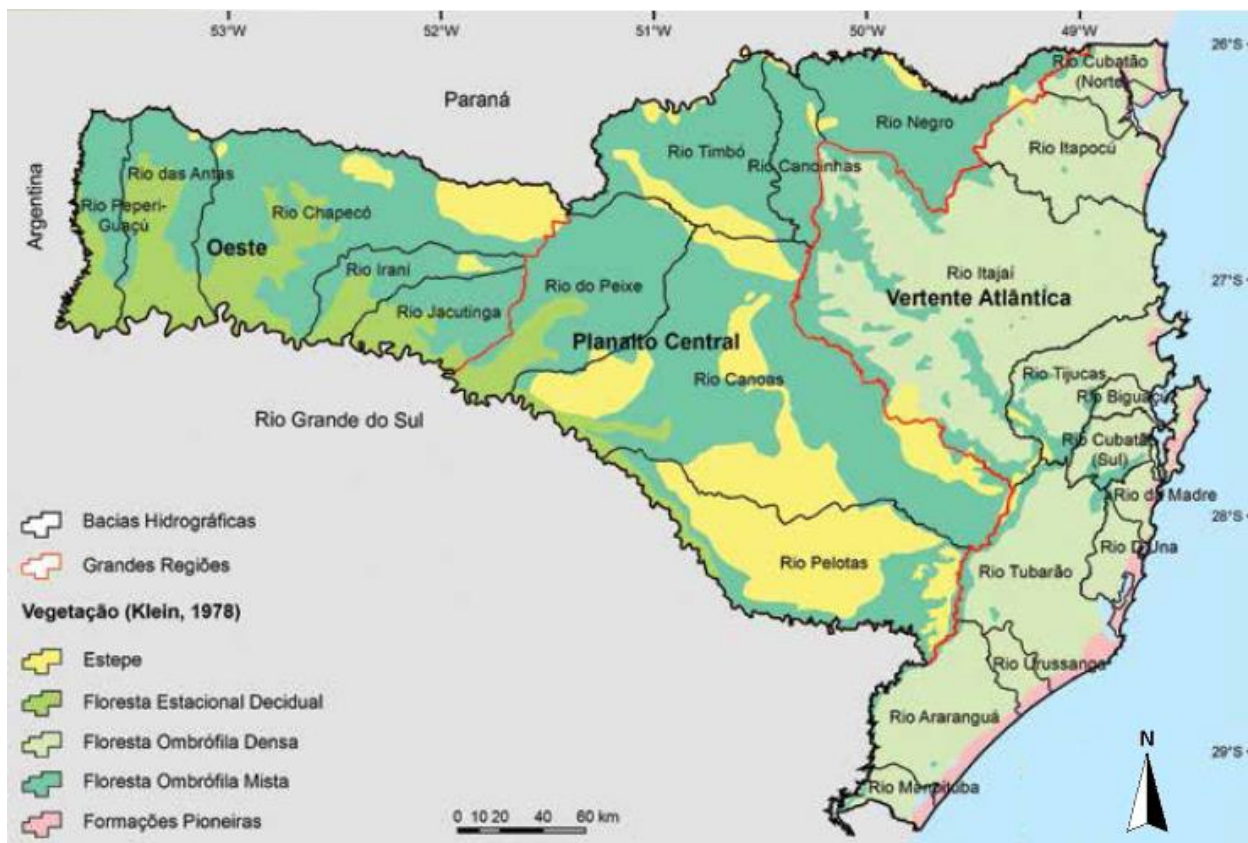 53°W
52°W
51°W
50°W
49°W
26°S
Rio Cubatão
(Norte)
Paraná
Rio Negro
Rio Timbó
Rio Canoinhas
Rio Itapocú
Argentina
Rio das Antas
Rio Peperi-
Guaçú
Rio Chapecó
Oeste
Rio Irani
Rio Jacutinga
Rio do Peixe
Planalto Central
Rio Canoas
Rio Itajaí
Vertente Atlântica
27°S
Rio Tijucas
Rio Biguaçu
Rio Cubatão
(Sul)
Rio Grande do Sul
Rio da Madre
28°S
Rio D'Una
Rio Pelotas
Rio Tubarão
Rio Urussanga
Rio Araranguá
29°S
Rio Mampituba
N
Bacias Hidrográficas
Grandes Regiões
Vegetação (Klein, 1978)
Estepe
Floresta Estacional Decidual
Floresta Ombrófila Densa
Floresta Ombrófila Mista
Formações Pioneiras
0 10 20 40 60 km